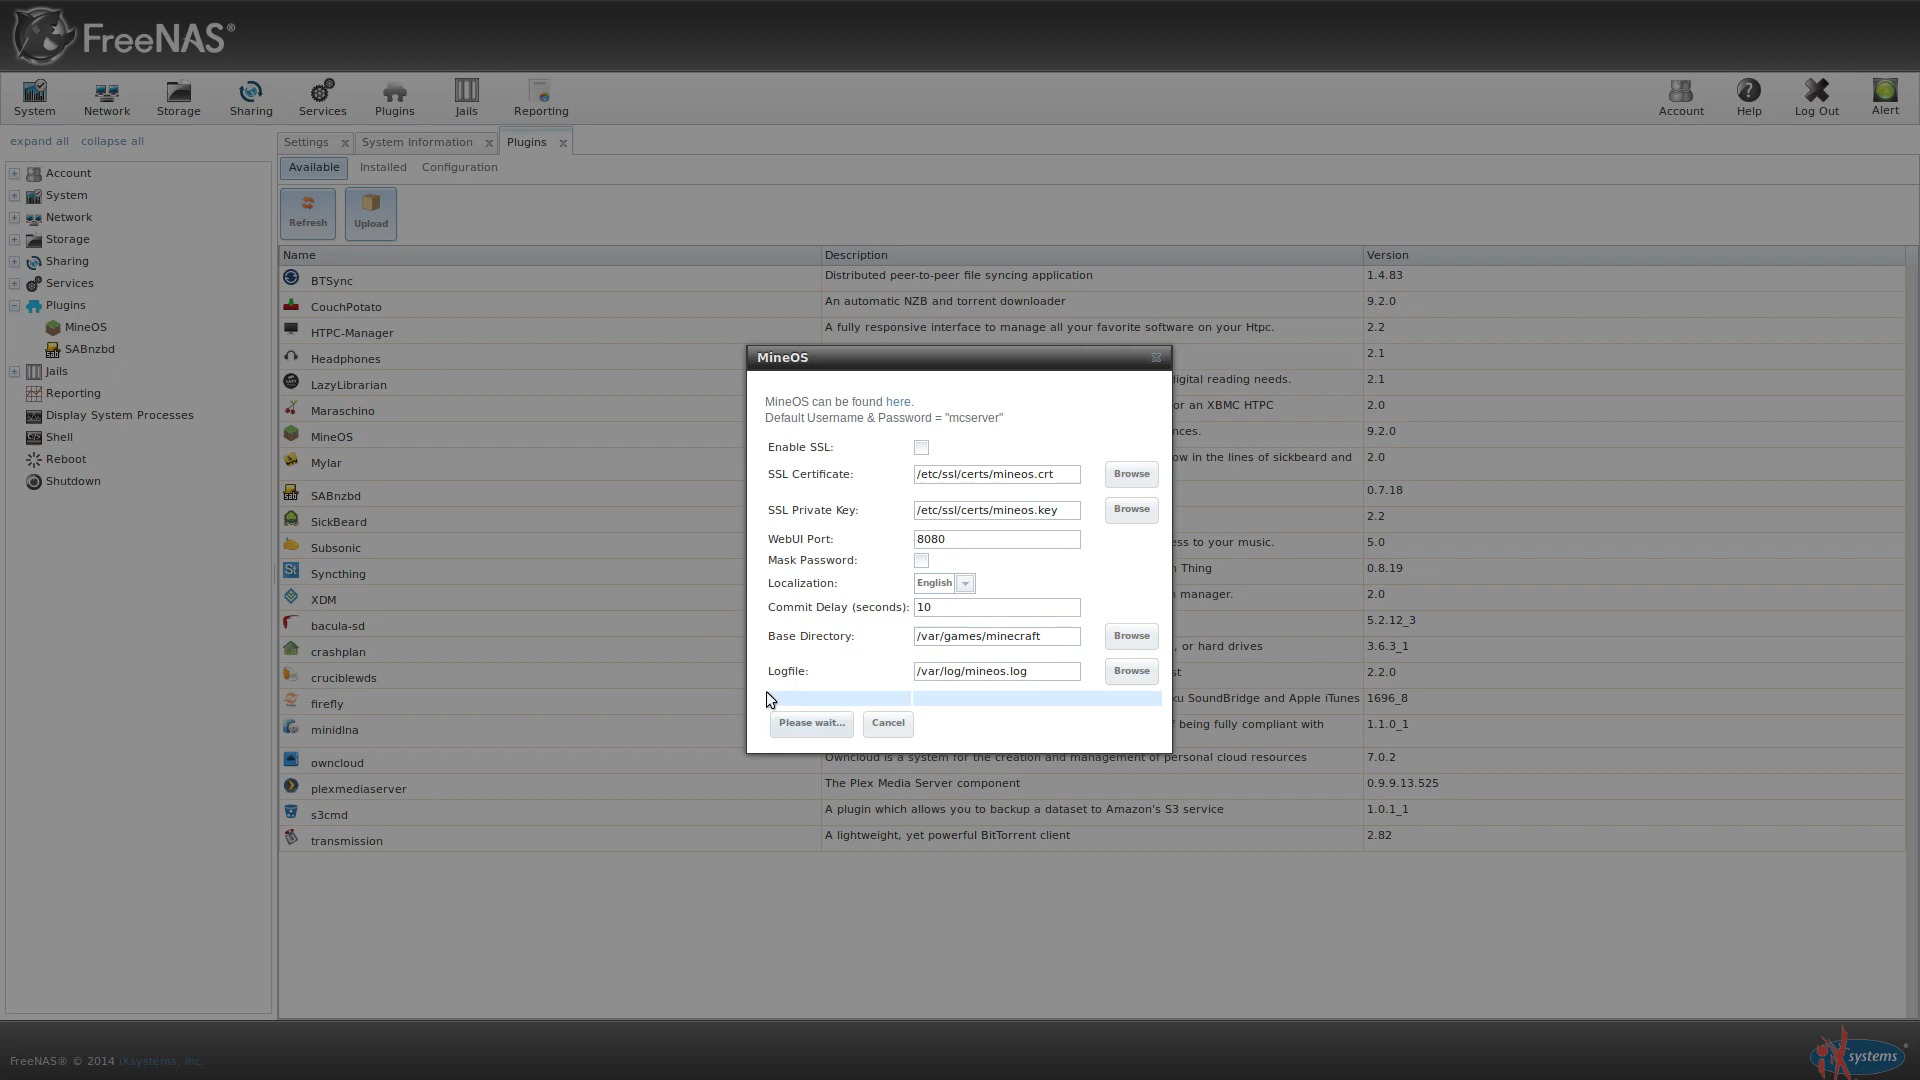 FreeNAS®
System Network Storage Sharing Services Plugins Jails Reporting Account Help Log Out Alert
expand all collapse all
Settings System Information Plugins
Available Installed Configuration
Refresh Upload
Account
System
Network
Storage
Sharing
Services
Plugins
MineOS
SABnzbd
Jails
Reporting
Display System Processes
Shell
Reboot
Shutdown
Name Description Version
BTSync Distributed peer-to-peer file syncing application 1.4.83
CouchPotato An automatic NZB and torrent downloader 9.2.0
HTPC-Manager A fully responsive interface to manage all your favorite software on your Htpc. 2.2
Headphones 2.1
LazyLibrarian digital reading needs. 2.1
Maraschino or an XBMC HTPC 2.0
MineOS nces. 9.2.0
Mylar ow in the lines of sickbeard and 2.0
SABnzbd 0.7.18
SickBeard 2.2
Subsonic ess to your music. 5.0
Syncthing n Thing 0.8.19
XDM n manager. 2.0
bacula-sd 5.2.12_3
crashplan , or hard drives 3.6.3_1
cruciblewds st 2.2.0
firefly ku SoundBridge and Apple iTunes 1696_8
minidlna f being fully compliant with 1.1.0_1
owncloud Owncloud is a system for the creation and management of personal cloud resources 7.0.2
plexmediaserver The Plex Media Server component 0.9.9.13.525
s3cmd A plugin which allows you to backup a dataset to Amazon's S3 service 1.0.1_1
transmission A lightweight, yet powerful BitTorrent client 2.82
MineOS
MineOS can be found here.
Default Username & Password = "mcserver"
Enable SSL:
SSL Certificate: /etc/ssl/certs/mineos.crt Browse
SSL Private Key: /etc/ssl/certs/mineos.key Browse
WebUI Port: 8080
Mask Password:
Localization: English
Commit Delay (seconds): 10
Base Directory: /var/games/minecraft Browse
Logfile: /var/log/mineos.log Browse
Please wait... Cancel
FreeNAS® © 2014 iXsystems, Inc.
iXsystems®